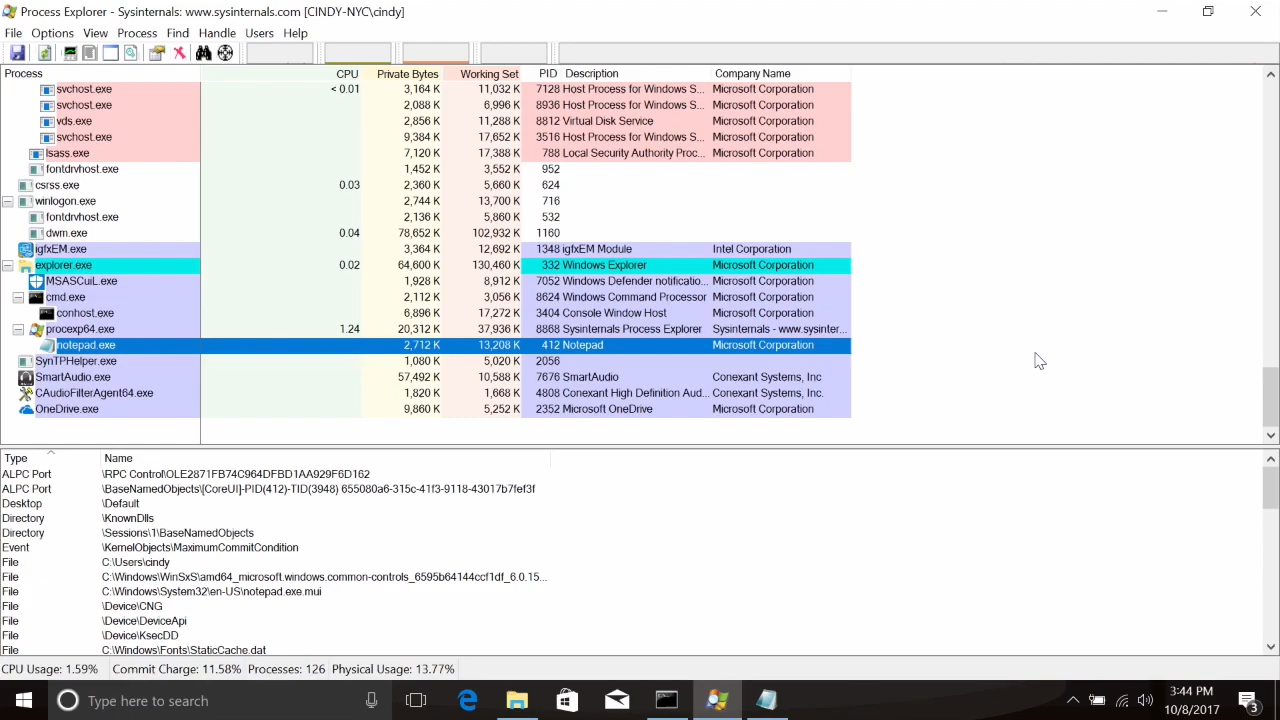 Process Explorer - Sysinternals: www.sysinternals.com [CINDY-NYC\cindy]
File Options View Process Find Handle Users Help
Process CPU Private Bytes Working Set PID Description Company Name
svchost.exe < 0.01 3,164 K 11,032 K 7128 Host Process for Windows S... Microsoft Corporation
svchost.exe 2,088 K 6,996 K 8936 Host Process for Windows S... Microsoft Corporation
vds.exe 2,856 K 11,288 K 8812 Virtual Disk Service Microsoft Corporation
svchost.exe 9,384 K 17,652 K 3516 Host Process for Windows S... Microsoft Corporation
lsass.exe 7,120 K 17,388 K 788 Local Security Authority Proc... Microsoft Corporation
fontdrvhost.exe 1,452 K 3,552 K 952
csrss.exe 0.03 2,360 K 5,660 K 624
winlogon.exe 2,744 K 13,700 K 716
fontdrvhost.exe 2,136 K 5,860 K 532
dwm.exe 0.04 78,652 K 102,932 K 1160
igfxEM.exe 3,364 K 12,692 K 1348 igfxEM Module Intel Corporation
explorer.exe 0.02 64,600 K 130,460 K 332 Windows Explorer Microsoft Corporation
MSASCuiL.exe 1,928 K 8,912 K 7052 Windows Defender notificatio... Microsoft Corporation
cmd.exe 2,112 K 3,056 K 8624 Windows Command Processor Microsoft Corporation
conhost.exe 6,896 K 17,272 K 3404 Console Window Host Microsoft Corporation
procexp64.exe 1.24 20,312 K 37,936 K 8868 Sysinternals Process Explorer Sysinternals - www.sysinter...
notepad.exe 2,712 K 13,208 K 412 Notepad Microsoft Corporation
SynTPHelper.exe 1,080 K 5,020 K 2056
SmartAudio.exe 57,492 K 10,588 K 7676 SmartAudio Conexant Systems, Inc
CAudioFilterAgent64.exe 1,820 K 1,668 K 4808 Conexant High Definition Aud... Conexant Systems, Inc.
OneDrive.exe 9,860 K 5,252 K 2352 Microsoft OneDrive Microsoft Corporation
Type Name
ALPC Port \RPC Control\OLE2871FB74C964DFBD1AA929F6D162
ALPC Port \BaseNamedObjects\[CoreUI]-PID(412)-TID(3948) 655080a6-315c-41f3-9118-43017b7fef3f
Desktop \Default
Directory \KnownDlls
Directory \Sessions\1\BaseNamedObjects
Event \KernelObjects\MaximumCommitCondition
File C:\Users\cindy
File C:\Windows\WinSxS\amd64_microsoft.windows.common-controls_6595b64144ccf1df_6.0.15...
File C:\Windows\System32\en-US\notepad.exe.mui
File \Device\CNG
File \Device\DeviceApi
File \Device\KsecDD
File C:\Windows\Fonts\StaticCache.dat
CPU Usage: 1.59% Commit Charge: 11.58% Processes: 126 Physical Usage: 13.77%
Type here to search
3:44 PM
10/8/2017
3